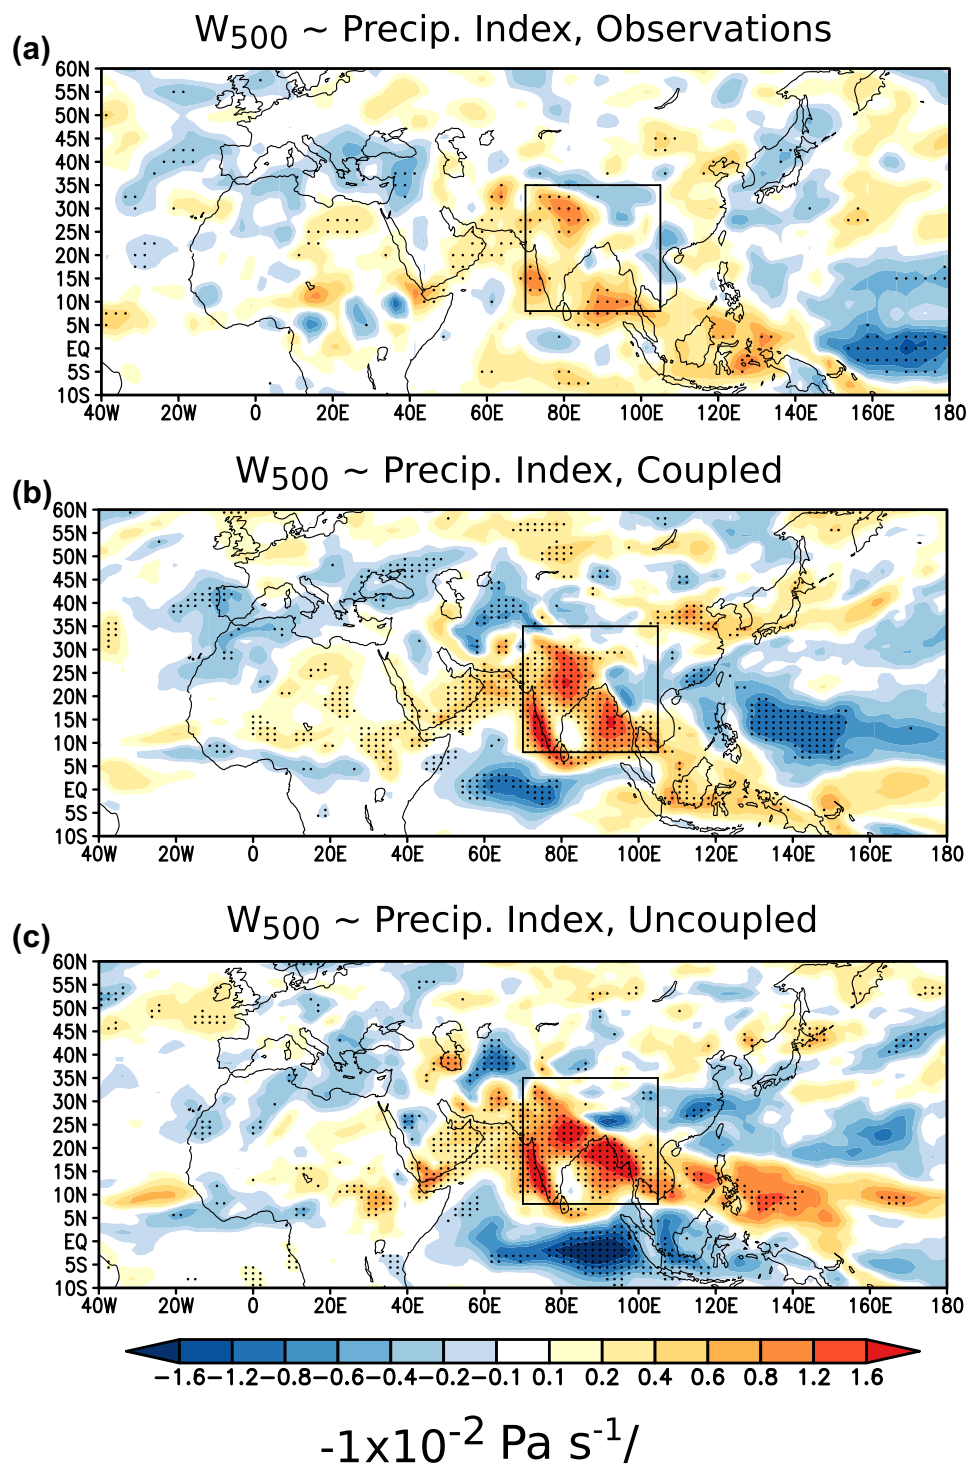 (a) W500 ~ Precip. Index, Observations
60N
55N
50N
45N
40N
35N
30N
25N
20N
15N
10N
5N
EQ
5S
10S
40W 20W 0 20E 40E 60E 80E 100E 120E 140E 160E 180
(b) W500 ~ Precip. Index, Coupled
60N
55N
50N
45N
40N
35N
30N
25N
20N
15N
10N
5N
EQ
5S
10S
40W 20W 0 20E 40E 60E 80E 100E 120E 140E 160E 180
(c) W500 ~ Precip. Index, Uncoupled
60N
55N
50N
45N
40N
35N
30N
25N
20N
15N
10N
5N
EQ
5S
10S
40W 20W 0 20E 40E 60E 80E 100E 120E 140E 160E 180
−1.6 −1.2 −0.8 −0.6 −0.4 −0.2 −0.1 0.1 0.2 0.4 0.6 0.8 1.2 1.6
-1x10-2 Pa s-1/